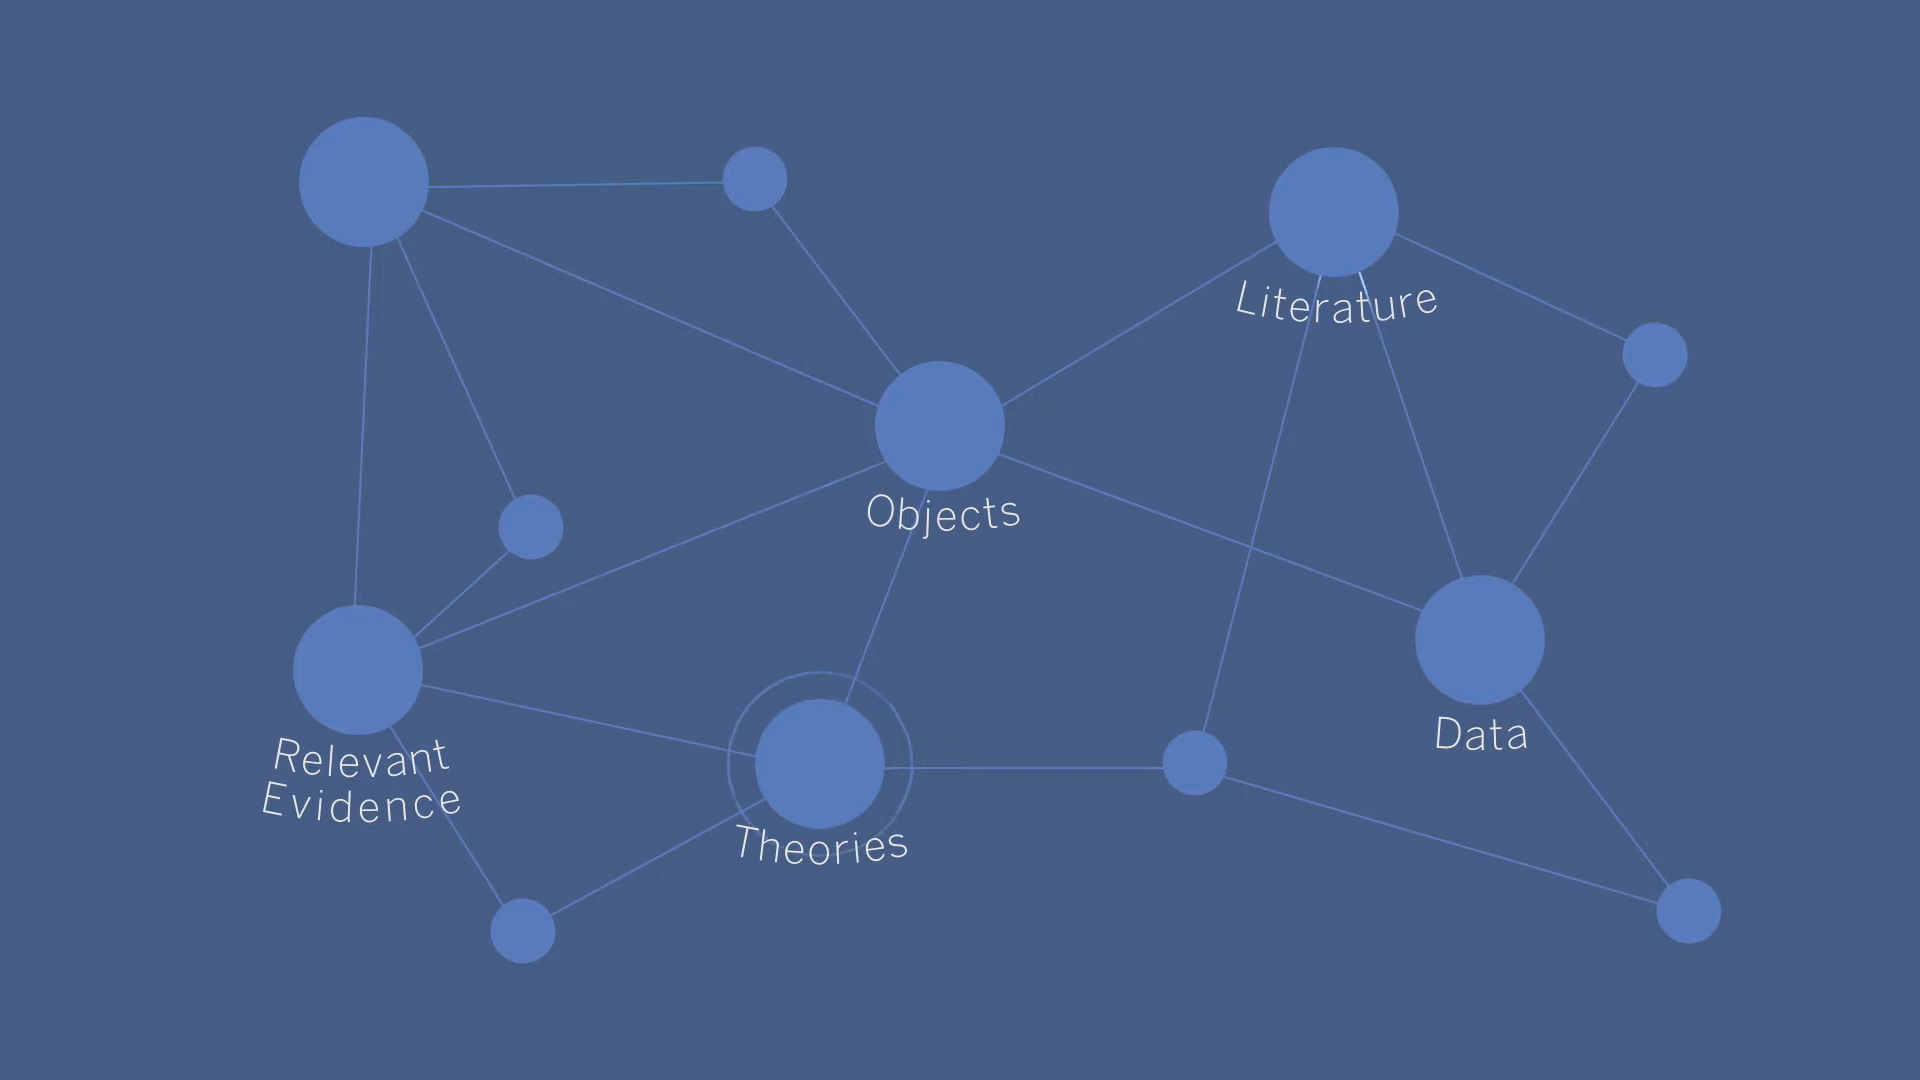 Literature
Objects
Relevant
Evidence
Theories
Data